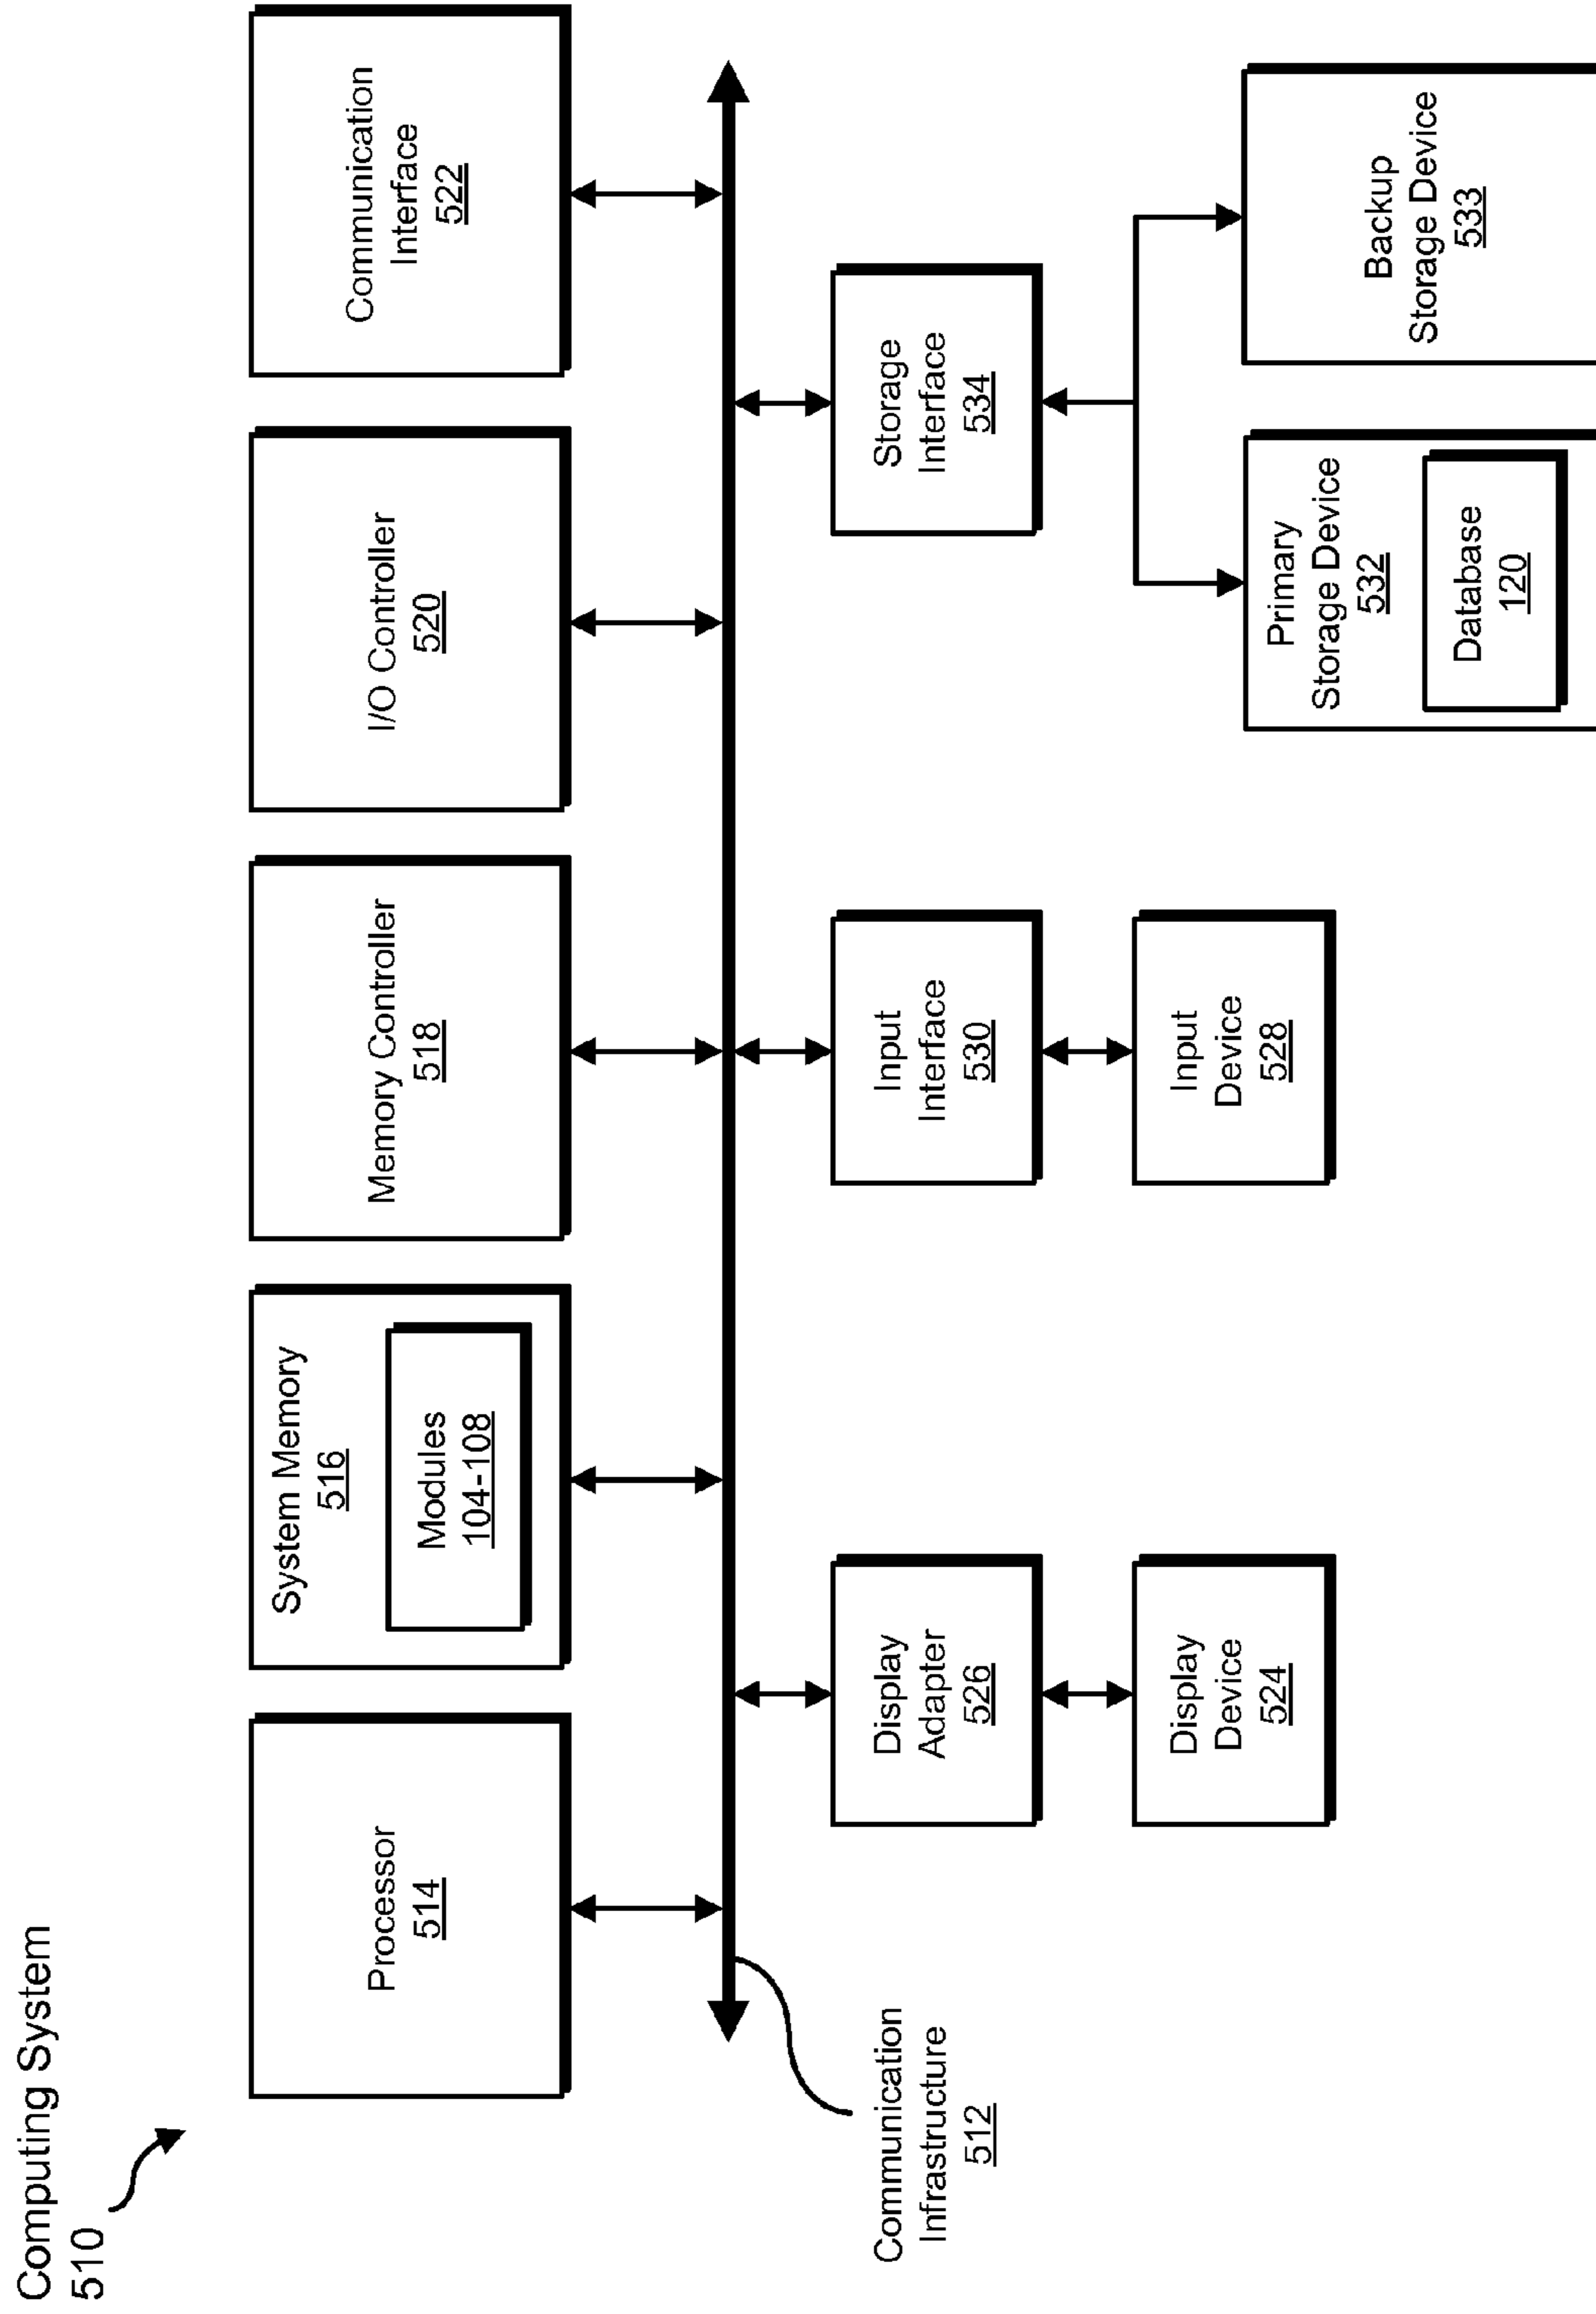 Computing System
510
Processor
514
System Memory
516
Modules
104-108
Memory Controller
518
I/O Controller
520
Communication
Interface
522
Communication
Infrastructure
512
Display
Adapter
526
Input
Interface
530
Storage
Interface
534
Display
Device
524
Input
Device
528
Primary
Storage Device
532
Database
120
Backup
Storage Device
533